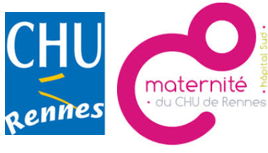 CHU
Rennes
maternité
• du CHU de Rennes •
hôpital Sud •